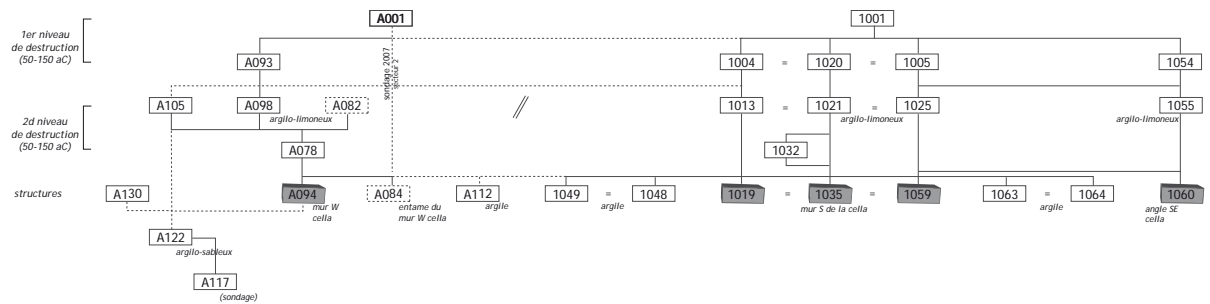 A001
1001
1er niveau
de destruction
(50-150 aC)
sondage 2007
secteur 2
A093
1004 = 1020 = 1005
1054
A105
A098
A082
argilo-limoneux
1013 = 1021 = 1025
argilo-limoneux
1055
argilo-limoneux
2d niveau
de destruction
(50-150 aC)
A078
1032
structures
A130
A094
mur W
cella
A084
entame du
mur W cella
A112
argile
1049 = 1048
argile
1019 = 1035 = 1059
mur S de la cella
1063 = 1064
argile
1060
angle SE
cella
A122
argilo-sableux
A117
(sondage)